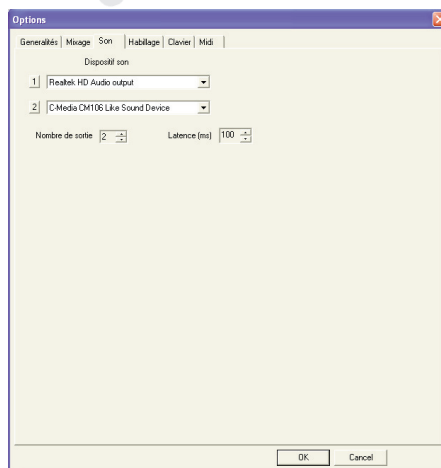 Options
Generalités Mixage Son Habillage Clavier Midi
Dispositif son
1 Realtek HD Audio output
2 C-Media CM106 Like Sound Device
Nombre de sortie 2 Latence (ms) 100
OK Cancel